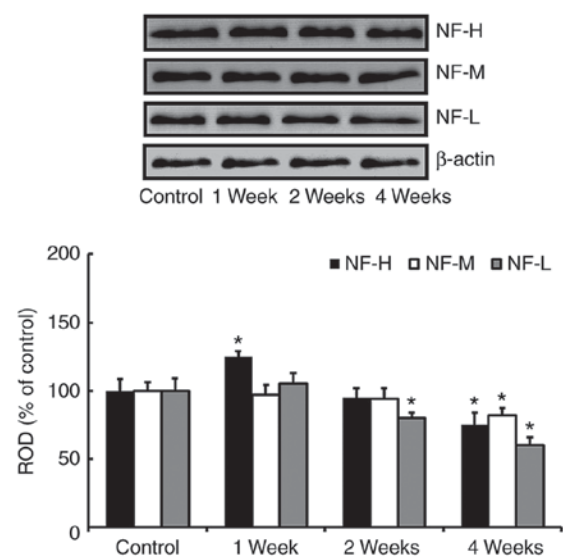 NF-H
NF-M
NF-L
β-actin
Control 1 Week 2 Weeks 4 Weeks
200
■ NF-H □ NF-M ■ NF-L
150
*
100
*
* *
*
50
0
ROD (% of control)
Control 1 Week 2 Weeks 4 Weeks